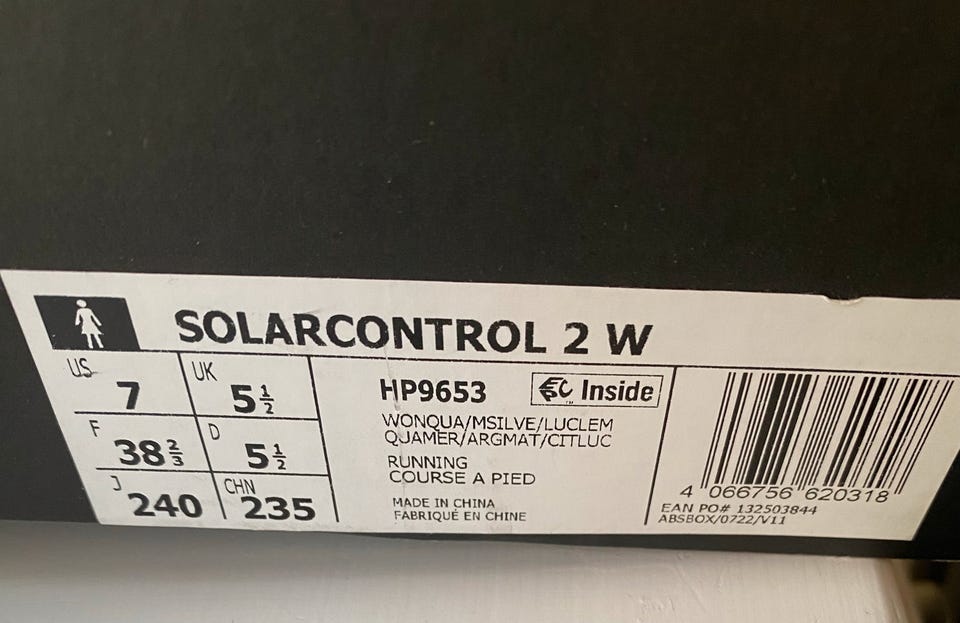 SOLARCONTROL 2 W
US 7
UK 5½
F 38⅔
D 5½
J 240
CHN 235
HP9653
Inside
WONQUA/MSILVE/LUCLEM
QUAMER/ARGMAT/CITLUC
RUNNING
COURSE A PIED
MADE IN CHINA
FABRIQUÉ EN CHINE
4 066756 620318
EAN PO# 132503844
ABSBOX/0722/V11